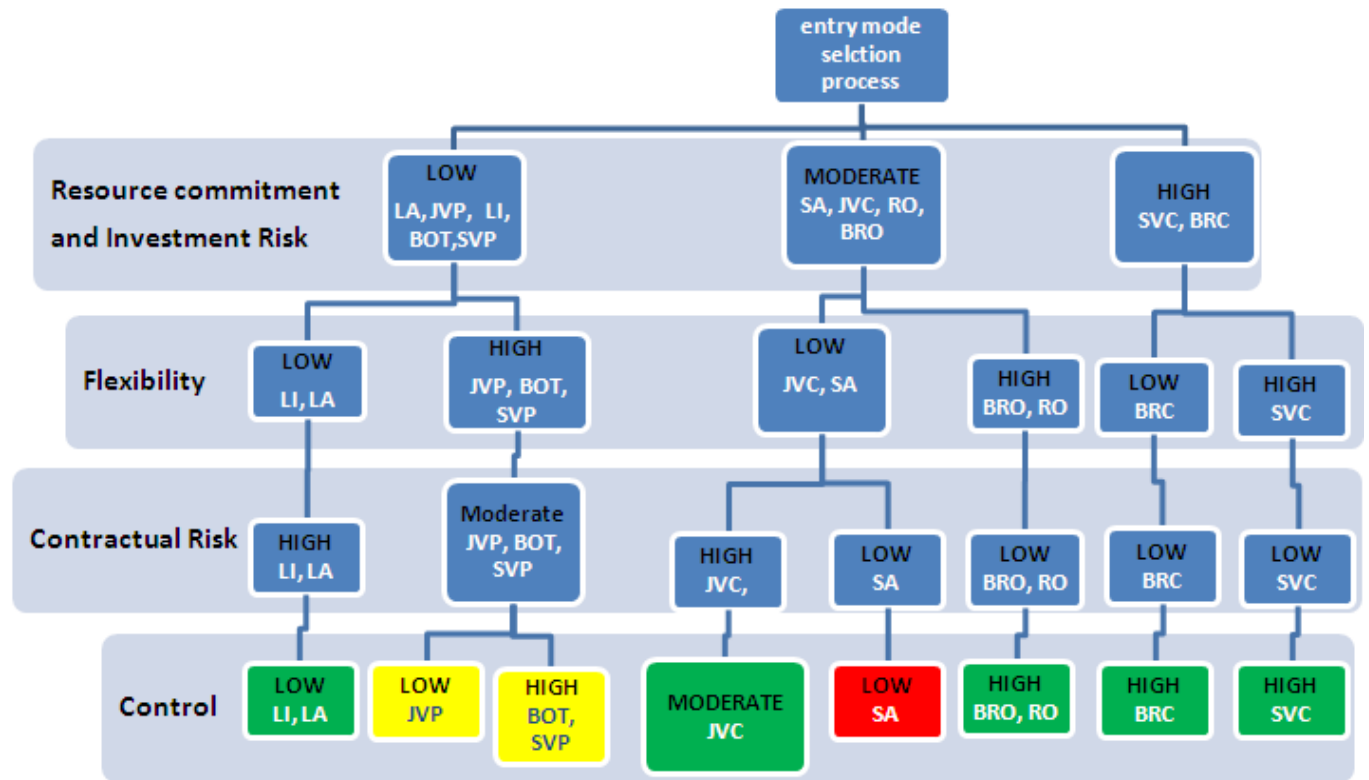 entry mode
selction
process
Resource commitment
and Investment Risk
LOW
LA, JVP, LI,
BOT,SVP
MODERATE
SA, JVC, RO,
BRO
HIGH
SVC, BRC
Flexibility
LOW
LI, LA
HIGH
JVP, BOT,
SVP
LOW
JVC, SA
HIGH
BRO, RO
LOW
BRC
HIGH
SVC
Contractual Risk
HIGH
LI, LA
Moderate
JVP, BOT,
SVP
HIGH
JVC,
LOW
SA
LOW
BRO, RO
LOW
BRC
LOW
SVC
Control
LOW
LI, LA
LOW
JVP
HIGH
BOT,
SVP
MODERATE
JVC
LOW
SA
HIGH
BRO, RO
HIGH
BRC
HIGH
SVC